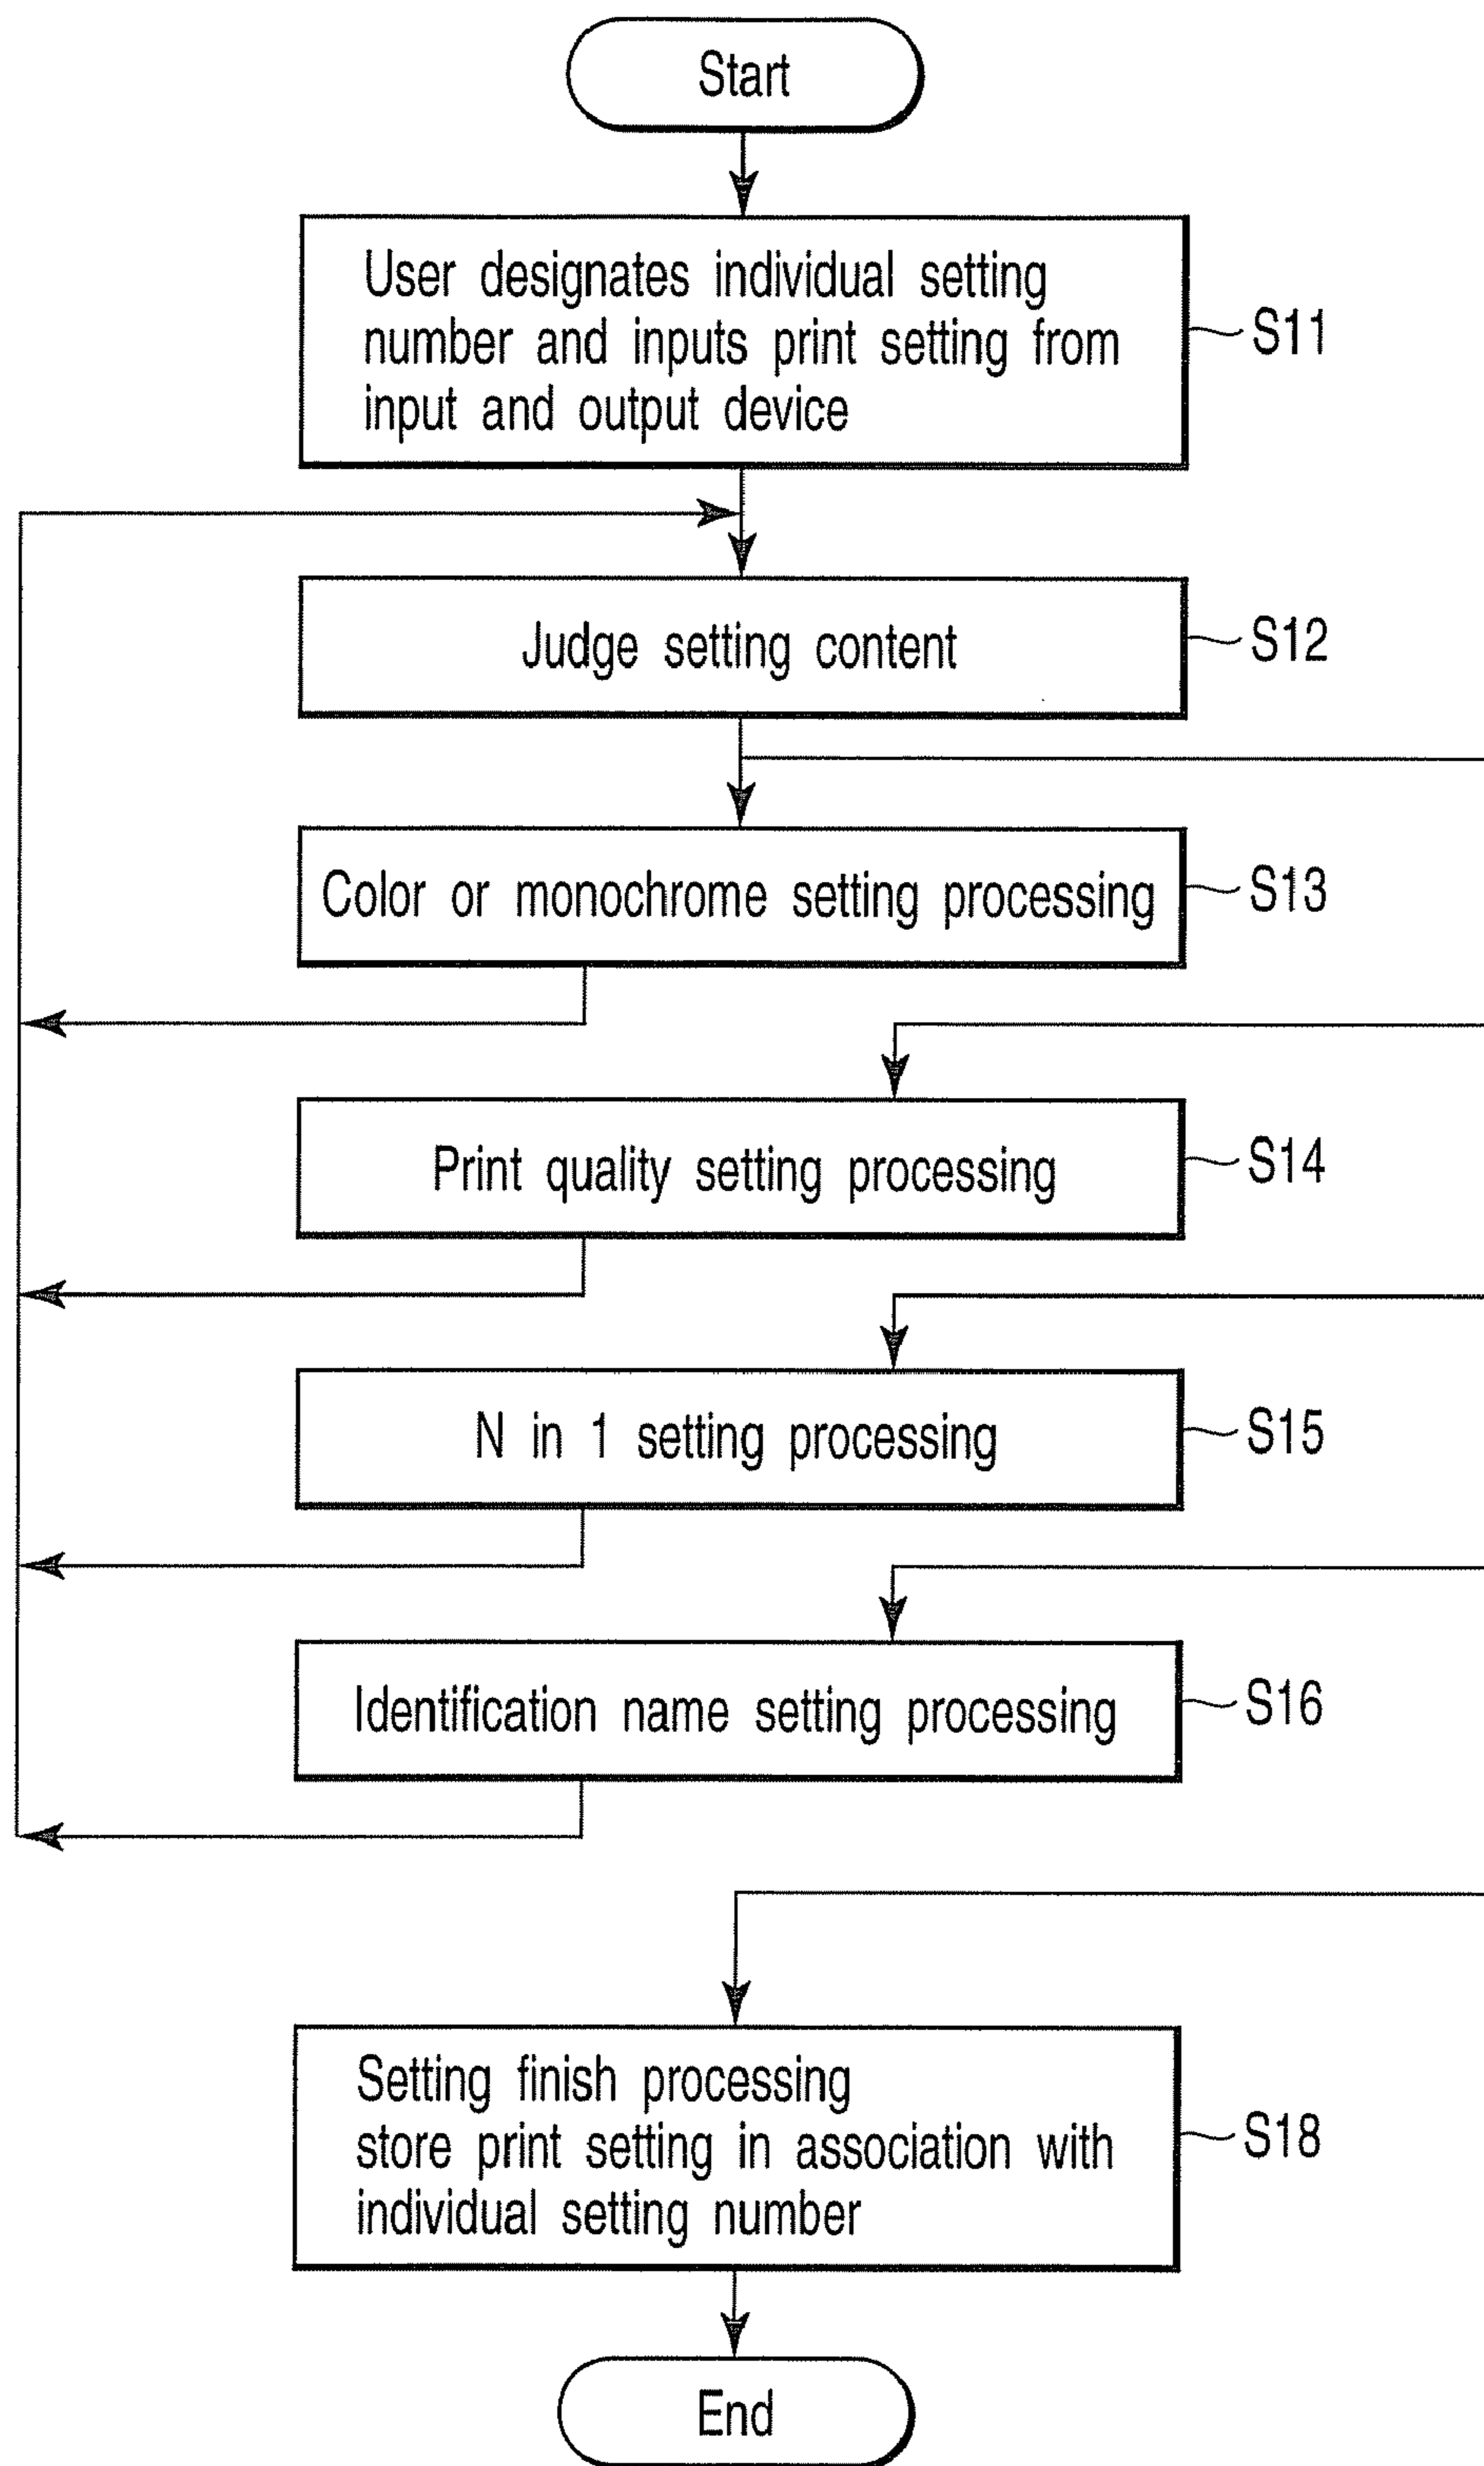 Start
User designates individual setting
number and inputs print setting from
input and output device
S11
Judge setting content
S12
Color or monochrome setting processing
S13
Print quality setting processing
S14
N in 1 setting processing
S15
Identification name setting processing
S16
Setting finish processing
store print setting in association with
individual setting number
S18
End